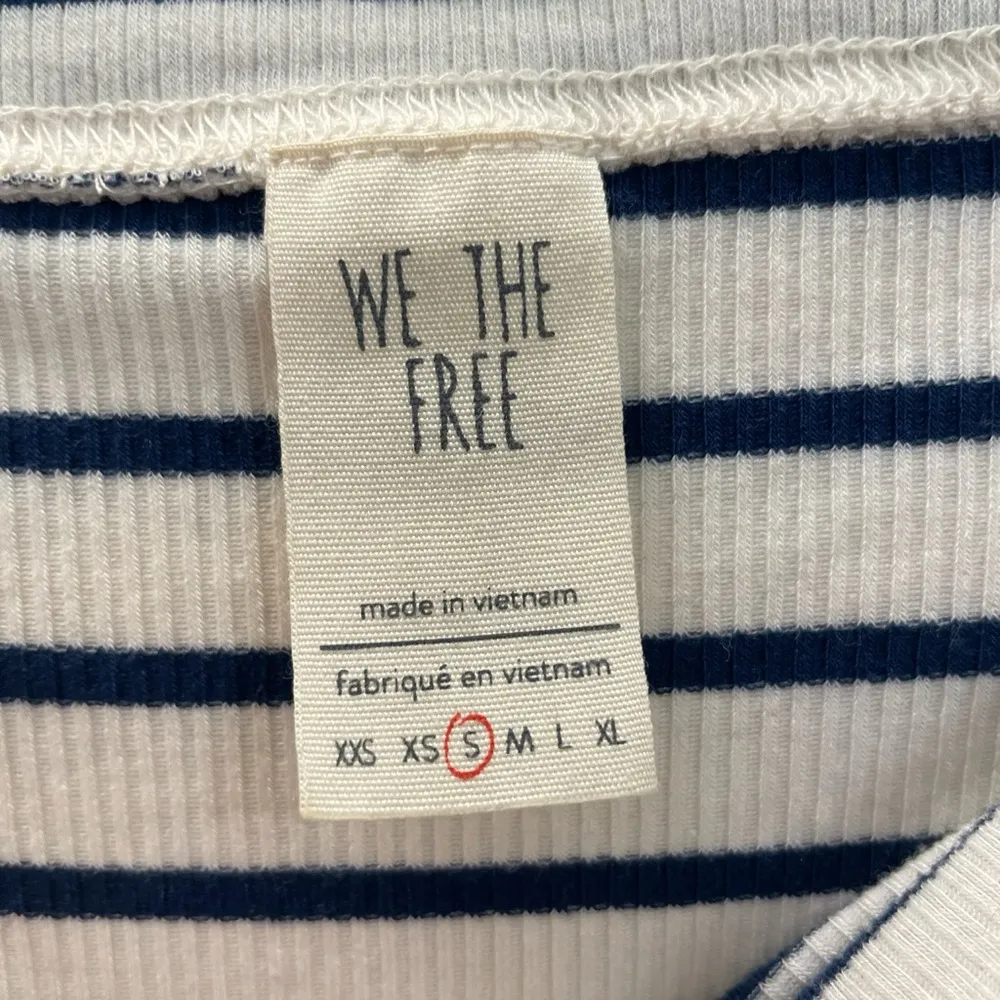 WE THE
FREE
made in vietnam
fabriqué en vietnam
XXS XS S M L XL